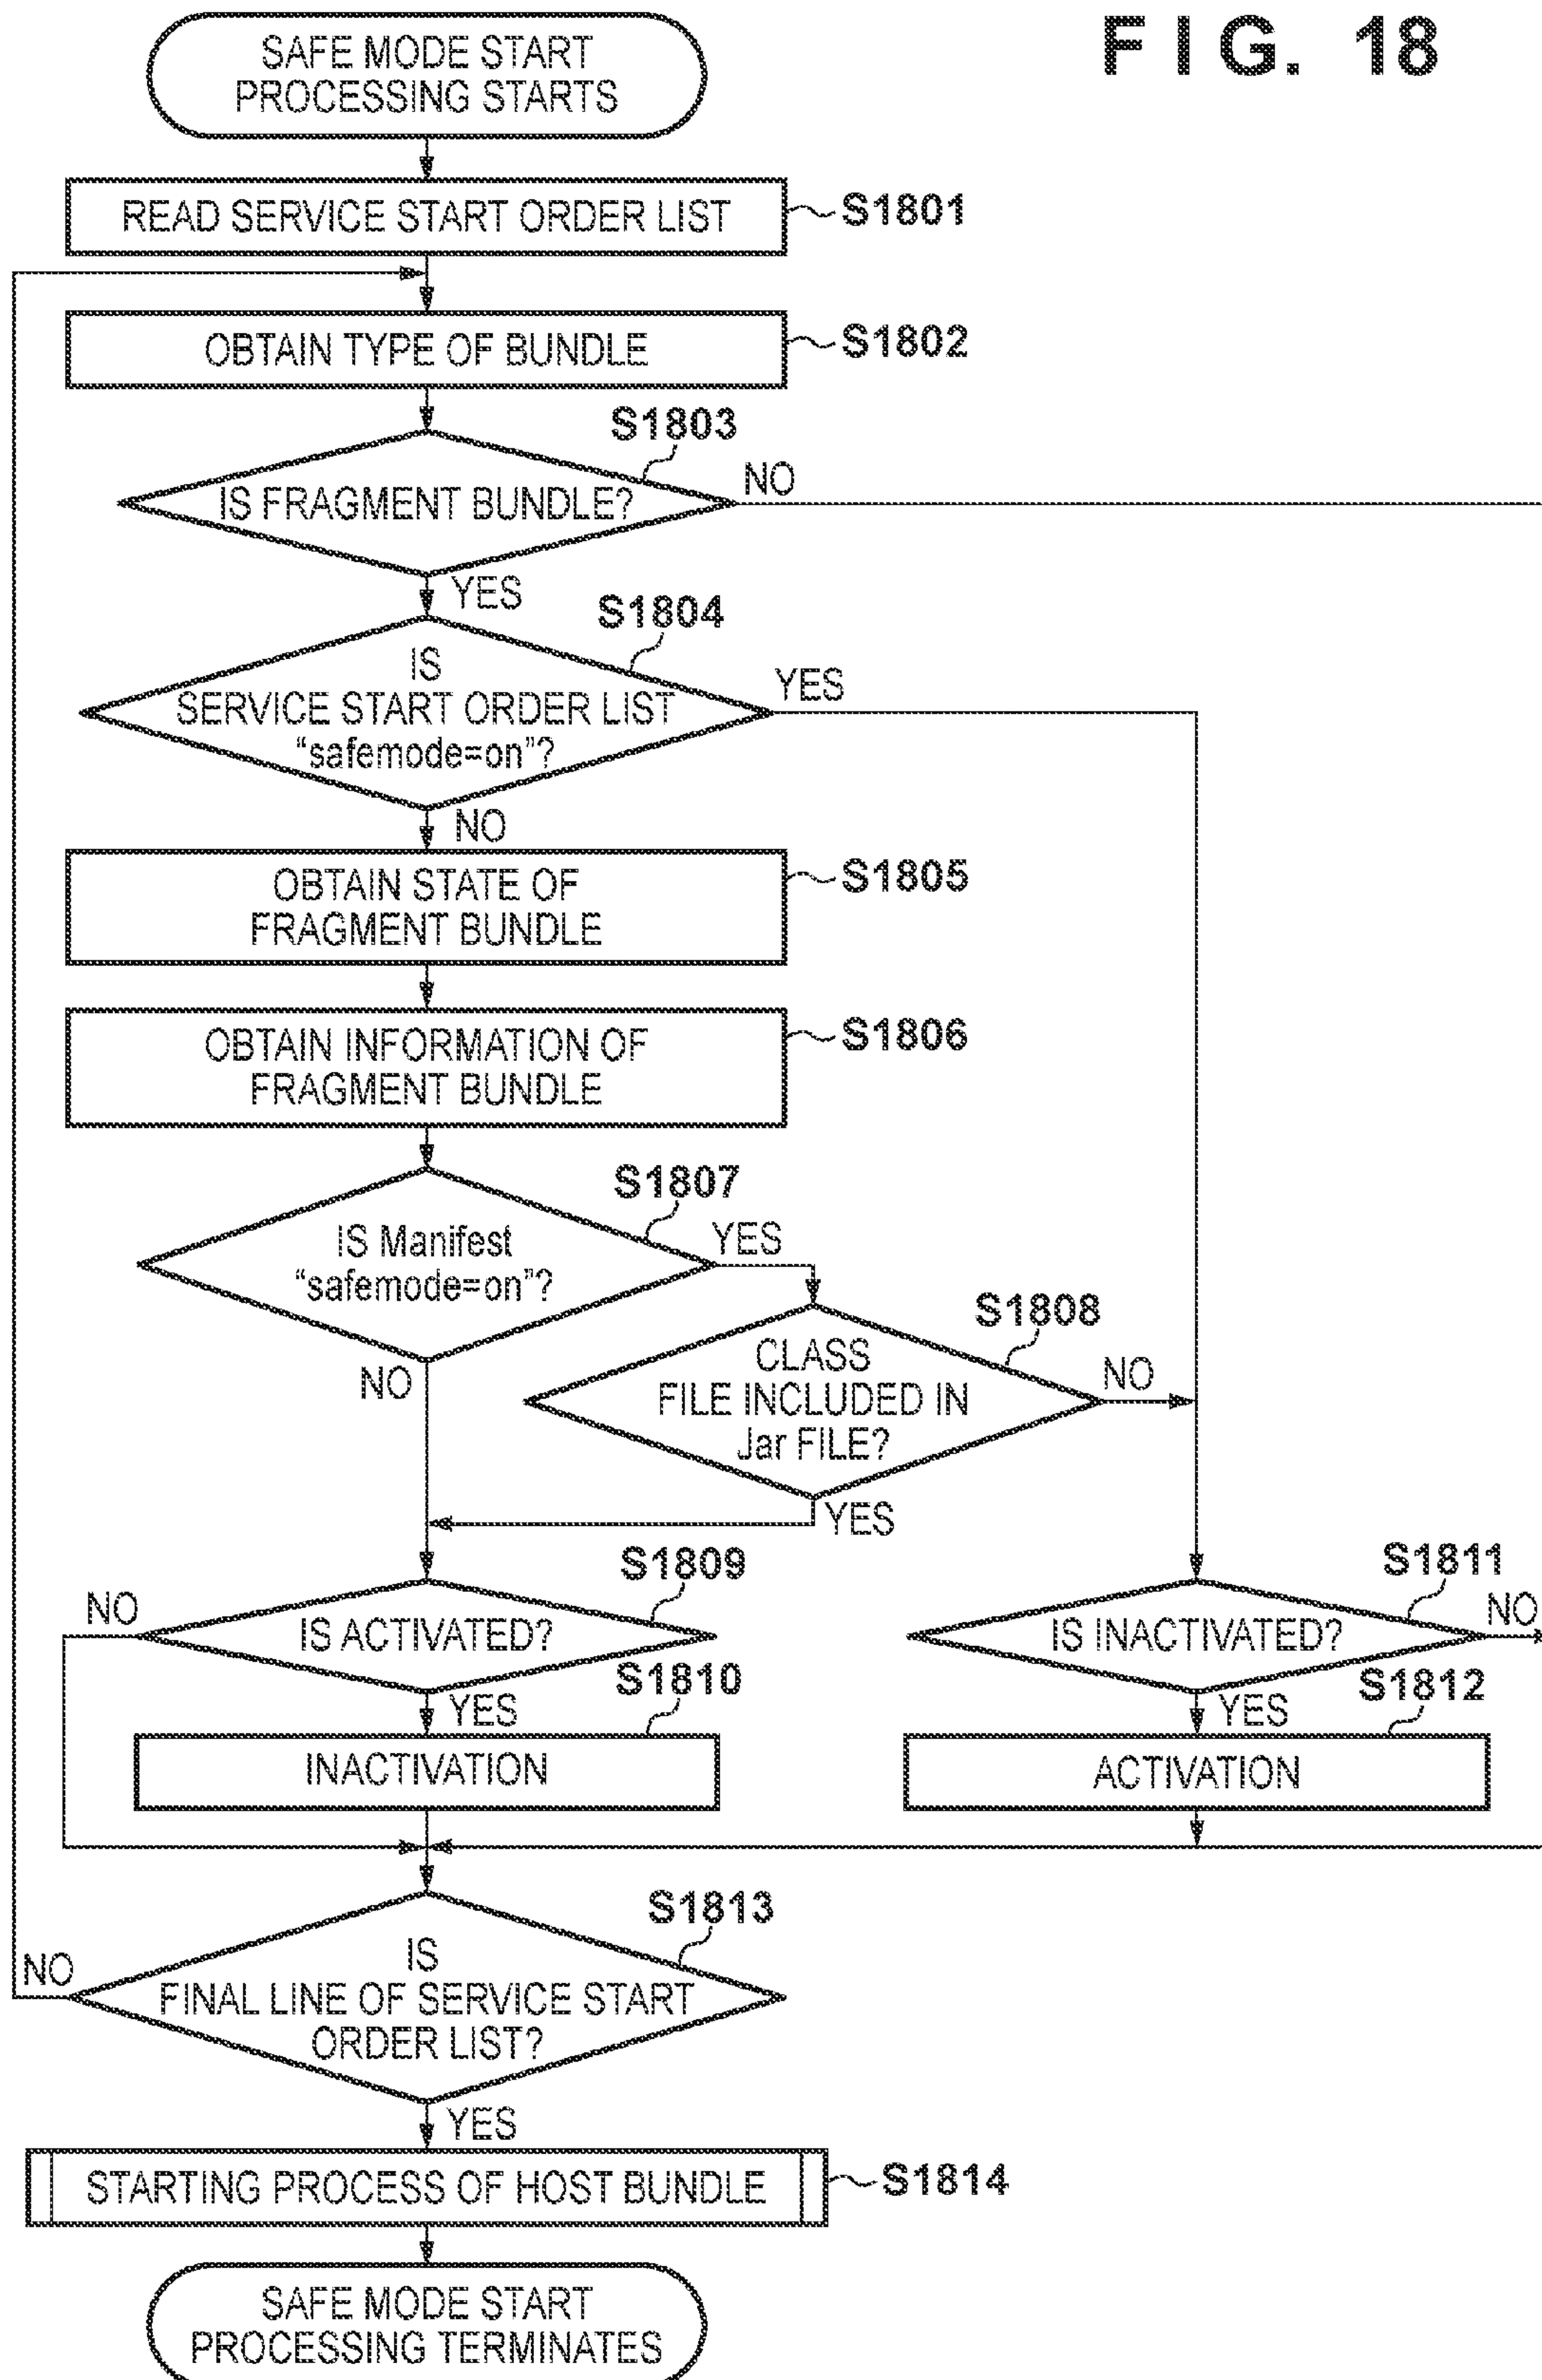 FIG. 18
SAFE MODE START
PROCESSING STARTS
READ SERVICE START ORDER LIST
S1801
OBTAIN TYPE OF BUNDLE
S1802
S1803
IS FRAGMENT BUNDLE?
NO
YES
S1804
IS
SERVICE START ORDER LIST
“safemode=on”?
YES
NO
OBTAIN STATE OF
FRAGMENT BUNDLE
S1805
OBTAIN INFORMATION OF
FRAGMENT BUNDLE
S1806
S1807
IS Manifest
“safemode=on”?
YES
NO
S1808
CLASS
FILE INCLUDED IN
Jar FILE?
NO
YES
S1809
IS ACTIVATED?
NO
YES
S1810
INACTIVATION
S1811
IS INACTIVATED?
NO
YES
S1812
ACTIVATION
S1813
IS
FINAL LINE OF SERVICE START
ORDER LIST?
NO
YES
STARTING PROCESS OF HOST BUNDLE
S1814
SAFE MODE START
PROCESSING TERMINATES